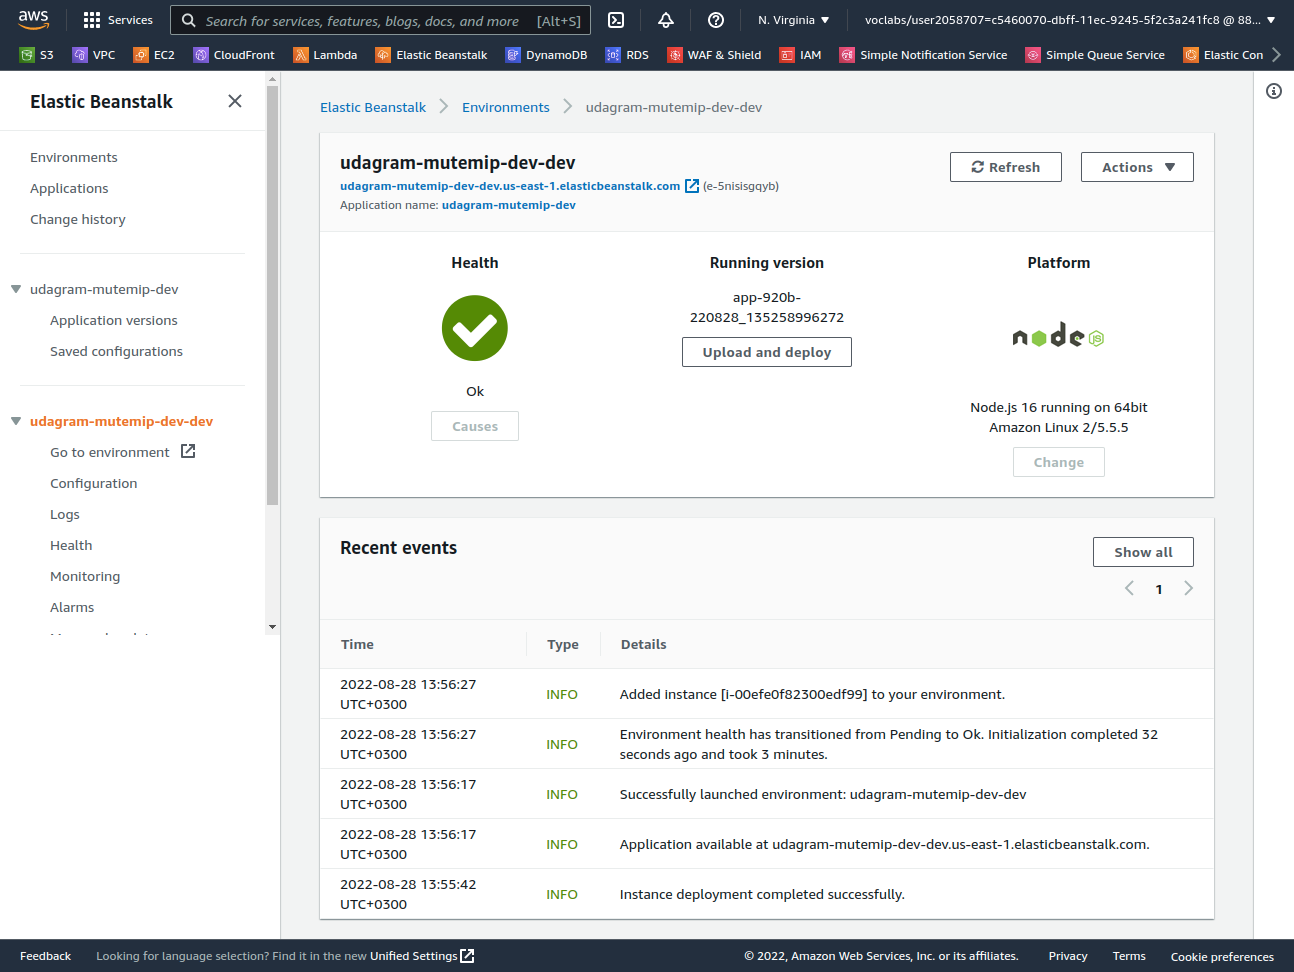 aws
Services
Search for services, features, blogs, docs, and more [Alt+S]
N. Virginia
voclabs/user2058707=c5460070-dbff-11ec-9245-5f2c3a241fc8 @ 88...
S3
VPC
EC2
CloudFront
Lambda
Elastic Beanstalk
DynamoDB
RDS
WAF & Shield
IAM
Simple Notification Service
Simple Queue Service
Elastic Con
Elastic Beanstalk
Environments
Applications
Change history
udagram-mutemip-dev
Application versions
Saved configurations
udagram-mutemip-dev-dev
Go to environment
Configuration
Logs
Health
Monitoring
Alarms
Elastic Beanstalk
Environments
udagram-mutemip-dev-dev
udagram-mutemip-dev-dev
udagram-mutemip-dev-dev.us-east-1.elasticbeanstalk.com (e-5nisisgqyb)
Application name: udagram-mutemip-dev
Refresh
Actions
Health
Ok
Causes
Running version
app-920b-
220828_135258996272
Upload and deploy
Platform
node JS
Node.js 16 running on 64bit
Amazon Linux 2/5.5.5
Change
Recent events
Show all
1
Time Type Details
2022-08-28 13:56:27
UTC+0300
INFO
Added instance [i-00efe0f82300edf99] to your environment.
2022-08-28 13:56:27
UTC+0300
INFO
Environment health has transitioned from Pending to Ok. Initialization completed 32
seconds ago and took 3 minutes.
2022-08-28 13:56:17
UTC+0300
INFO
Successfully launched environment: udagram-mutemip-dev-dev
2022-08-28 13:56:17
UTC+0300
INFO
Application available at udagram-mutemip-dev-dev.us-east-1.elasticbeanstalk.com.
2022-08-28 13:55:42
UTC+0300
INFO
Instance deployment completed successfully.
Feedback
Looking for language selection? Find it in the new Unified Settings
© 2022, Amazon Web Services, Inc. or its affiliates.
Privacy
Terms
Cookie preferences